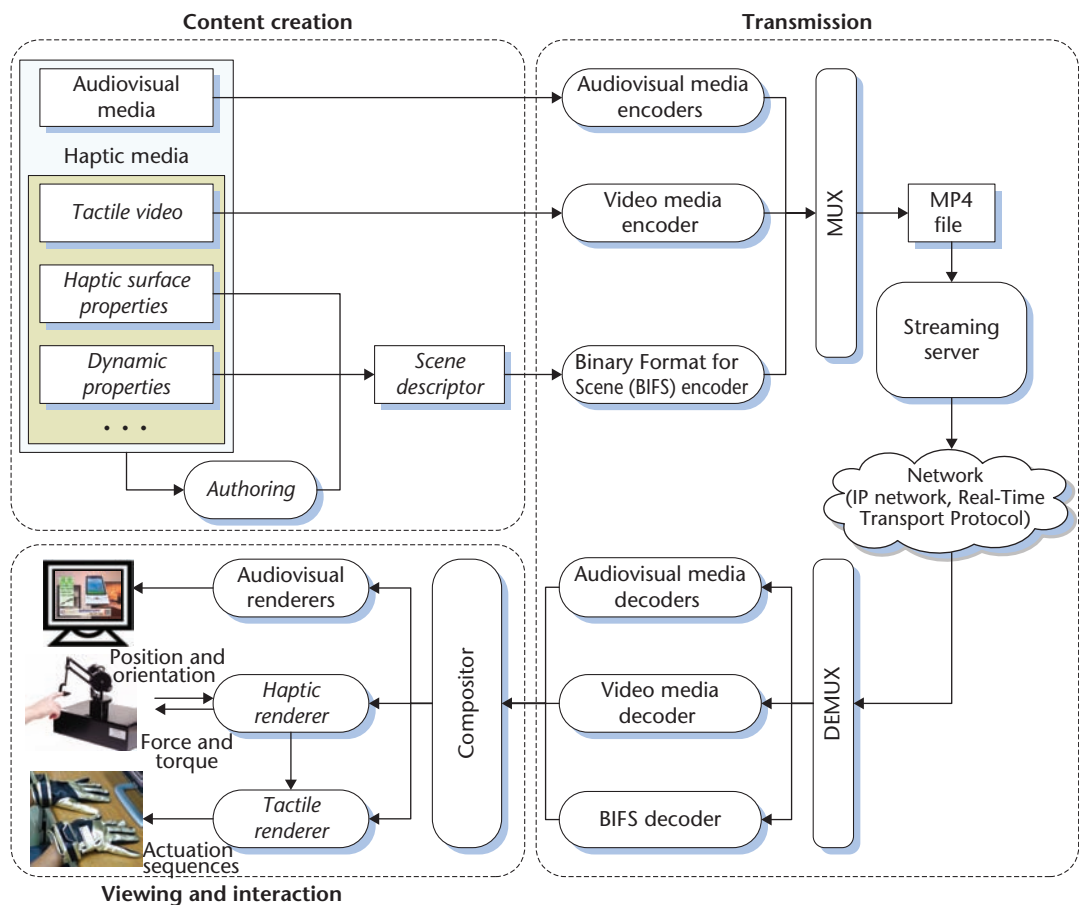 Content creation
Transmission
Audiovisual
media
Haptic media
Tactile video
Haptic surface
properties
Dynamic
properties
• • •
Authoring
Scene
descriptor
Audiovisual media
encoders
Video media
encoder
Binary Format for
Scene (BIFS) encoder
MUX
MP4
file
Streaming
server
Network
(IP network, Real-Time
Transport Protocol)
Audiovisual
renderers
Position and
orientation
Haptic
renderer
Force and
torque
Tactile
renderer
Actuation
sequences
Compositor
Audiovisual media
decoders
Video media
decoder
BIFS decoder
DEMUX
Viewing and interaction